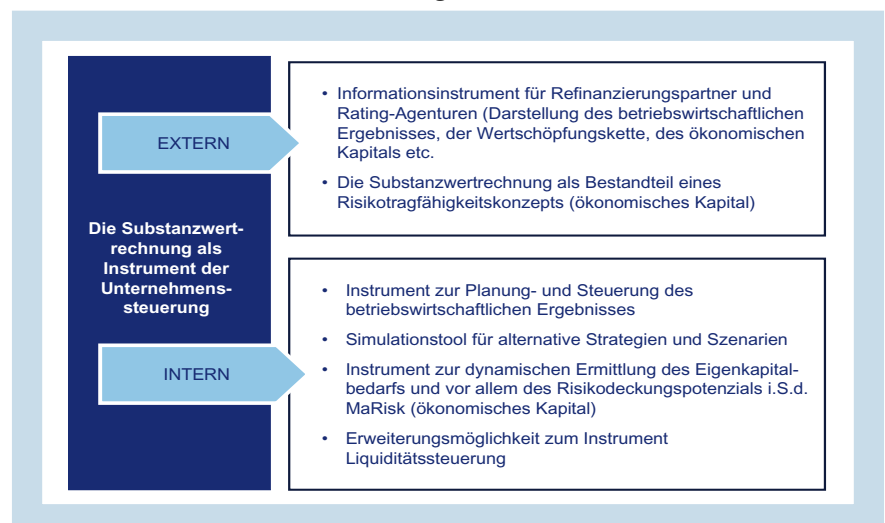 EXTERN
• Informationsinstrument für Refinanzierungspartner und
Rating-Agenturen (Darstellung des betriebswirtschaftlichen
Ergebnisses, der Wertschöpfungskette, des ökonomischen
Kapitals etc.
• Die Substanzwertrechnung als Bestandteil eines
Risikotragfähigkeitskonzepts (ökonomisches Kapital)
Die Substanzwert-
rechnung als
Instrument der
Unternehmens-
steuerung
INTERN
• Instrument zur Planung- und Steuerung des
betriebswirtschaftlichen Ergebnisses
• Simulationstool für alternative Strategien und Szenarien
• Instrument zur dynamischen Ermittlung des Eigenkapital-
bedarfs und vor allem des Risikodeckungspotenzials i.S.d.
MaRisk (ökonomisches Kapital)
• Erweiterungsmöglichkeit zum Instrument
Liquiditätssteuerung